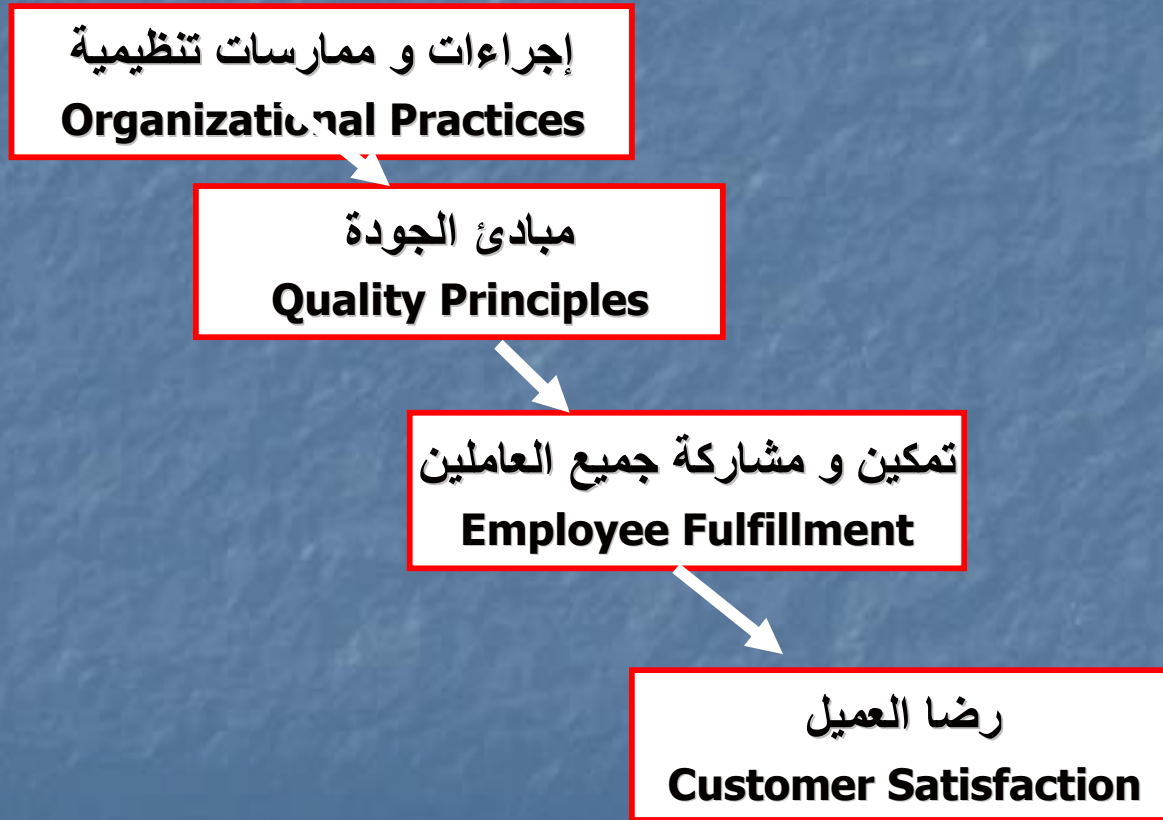 إجراءات و ممارسات تنظيمية
Organizational Practices
مبادئ الجودة
Quality Principles
تمكين و مشاركة جميع العاملين
Employee Fulfillment
رضا العميل
Customer Satisfaction